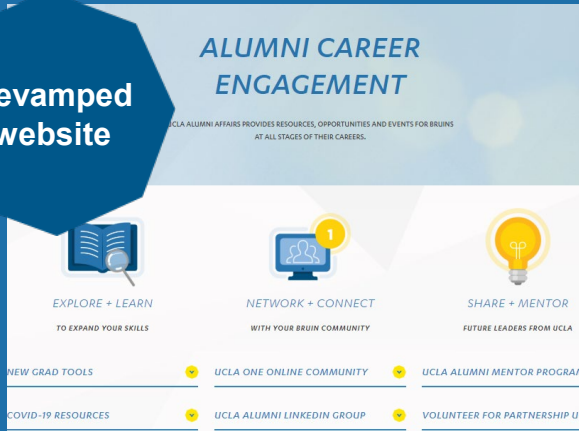 ALUMNI CAREER
ENGAGEMENT
evamped
website
UCLA ALUMNI AFFAIRS PROVIDES RESOURCES, OPPORTUNITIES AND EVENTS FOR BRUINS
AT ALL STAGES OF THEIR CAREERS.
1
EXPLORE + LEARN
NETWORK + CONNECT
SHARE + MENTOR
TO EXPAND YOUR SKILLS
WITH YOUR BRUIN COMMUNITY
FUTURE LEADERS FROM UCLA
NEW GRAD TOOLS
UCLA ONE ONLINE COMMUNITY
UCLA ALUMNI MENTOR PROGRAM
COVID-19 RESOURCES
UCLA ALUMNI LINKEDIN GROUP
VOLUNTEER FOR PARTNERSHIP U